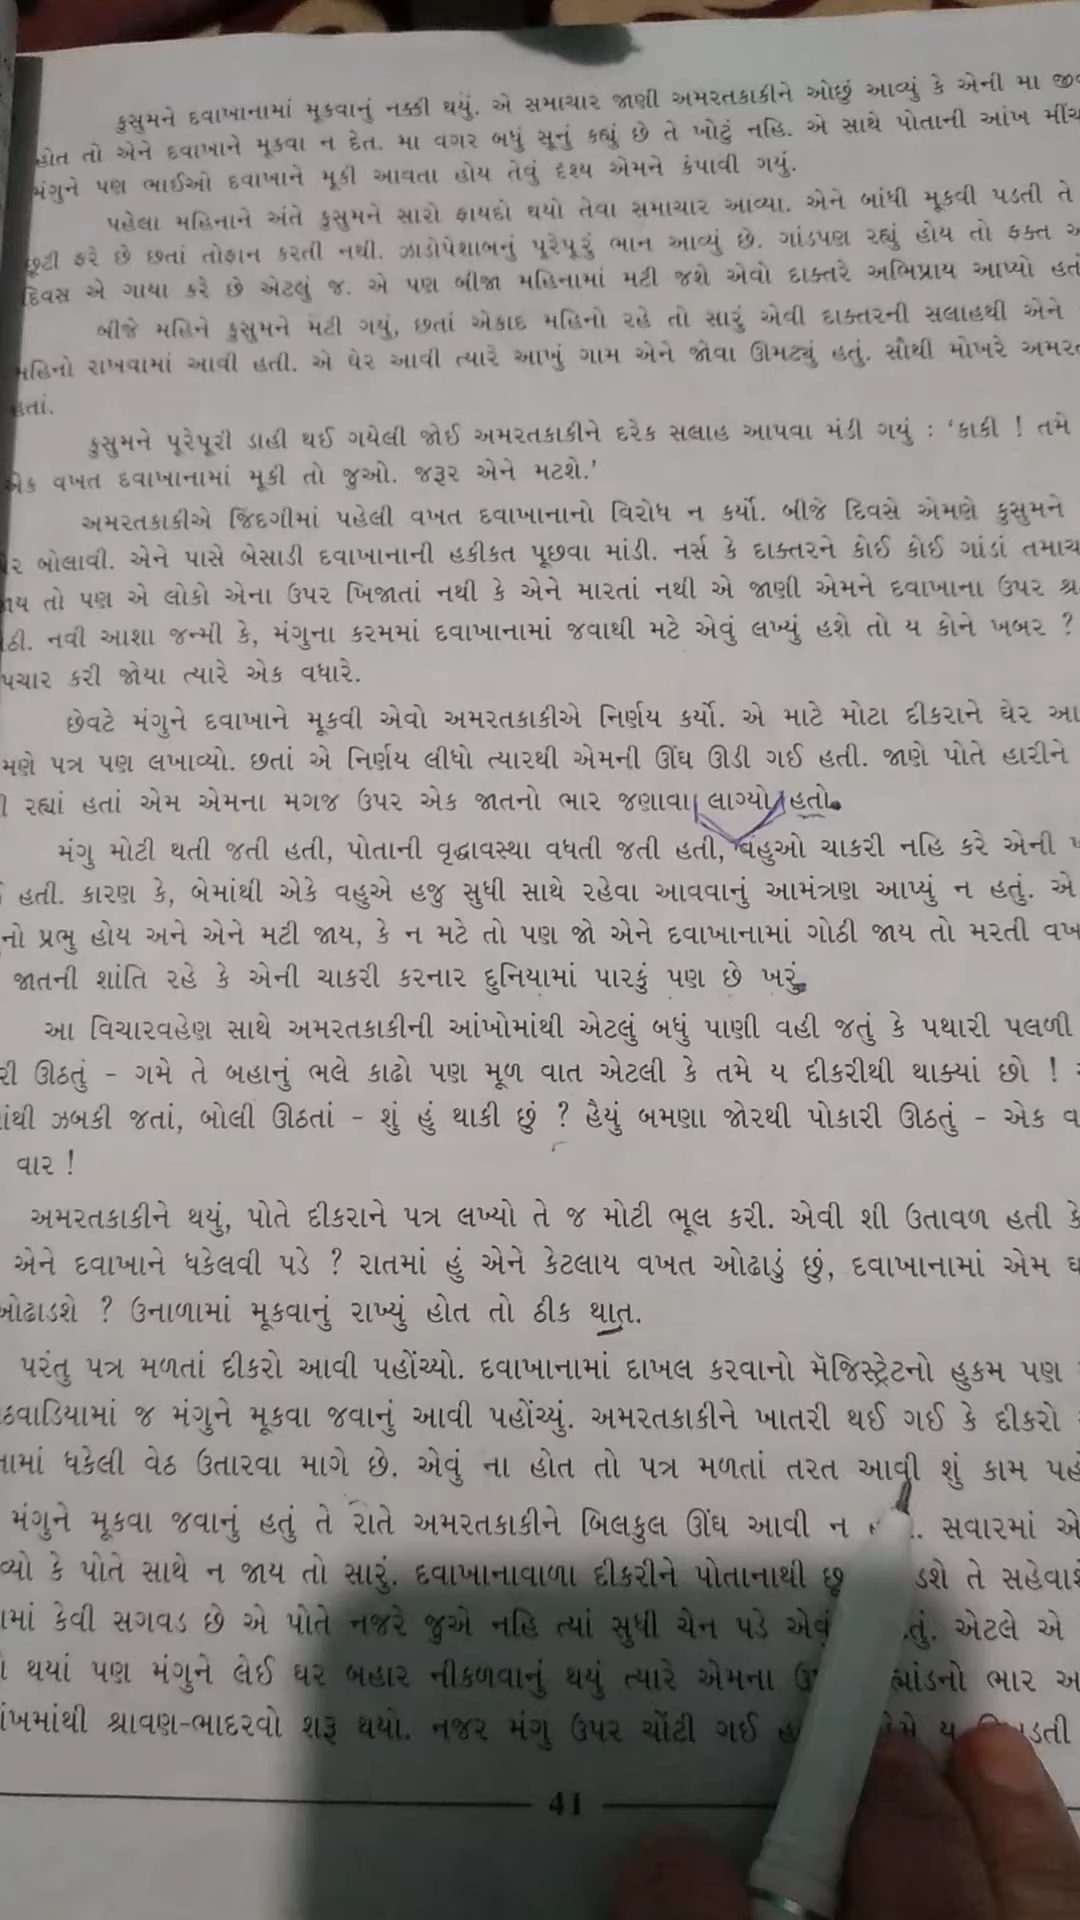 કુસુમને દવાખાનામાં મૂકવાનું નક્કી થયું. એ સમાચાર જાણી અમરતકાકીને ઓછું આવ્યું કે એની મા
હોત તો એને દવાખાને મૂકવા ન દેત. મા વગર બધું સૂનું કહ્યું છે તે ખોટું નહિ. એ સાથે પોતાની આંખ
મંગુને પણ ભાઈઓ દવાખાને મૂકી આવતા હોય તેવું દૃશ્ય એમને કંપાવી ગયું.
પહેલા મહિનાને અંતે કુસુમને સારો ફાયદો થયો તેવા સમાચાર આવ્યા. એને બાંધી મૂકવી પડતી તે
છૂટી ફરે છે છતાં તોફાન કરતી નથી. ઝાડોપેશાબનું પૂરેપૂરું ભાન આવ્યું છે. ગાંડપણ રહ્યું હોય તો ફક્ત
દિવસ એ ગાયા કરે છે એટલું જ. એ પણ બીજા મહિનામાં મટી જશે એવો દાક્તરે અભિપ્રાય આપ્યો
બીજે મહિને કુસુમને મટી ગયું, છતાં એકાદ મહિનો રહે તો સારું એવી દાક્તરની સલાહથી એને
મહિનો રાખવામાં આવી હતી. એ ઘેર આવી ત્યારે આખું ગામ એને જોવા ઊમટ્યું હતું. સૌથી મોખરે
હતાં.
કુસુમને પૂરેપૂરી ડાહી થઈ ગયેલી જોઈ અમરતકાકીને દરેક સલાહ આપવા મંડી ગયું : 'કાકી ! તમે
એક વખત દવાખાનામાં મૂકી તો જુઓ. જરૂર એને મટશે.'
અમરતકાકીએ જિંદગીમાં પહેલી વખત દવાખાનાનો વિરોધ ન કર્યો. બીજે દિવસે એમણે કુસુમને
બોલાવી. એને પાસે બેસાડી દવાખાનાની હકીકત પૂછવા માંડી. નર્સ કે દાક્તરને કોઈ કોઈ ગાંડાં
તો પણ એ લોકો એના ઉપર ખિજાતાં નથી કે એને મારતાં નથી એ જાણી એમને દવાખાના ઉપર
નવી આશા જન્મી કે, મંગુના કરમમાં દવાખાનામાં જવાથી મટે એવું લખ્યું હશે તો ય કોને ખબર ?
કરી જોયા ત્યારે એક વધારે.
છેવટે મંગુને દવાખાને મૂકવી એવો અમરતકાકીએ નિર્ણય કર્યો. એ માટે મોટા દીકરાને ઘેર
પત્ર પણ લખાવ્યો. છતાં એ નિર્ણય લીધો ત્યારથી એમની ઊંઘ ઊડી ગઈ હતી. જાણે પોતે હારીને
રહ્યાં હતાં એમ એમના મગજ ઉપર એક જાતનો ભાર જણાવા લાગ્યો હતો.
મંગુ મોટી થતી જતી હતી, પોતાની વૃદ્ધાવસ્થા વધતી જતી હતી, વહુઓ ચાકરી નહિ કરે એની
હતી. કારણ કે, બેમાંથી એકે વહુએ હજુ સુધી સાથે રહેવા આવવાનું આમંત્રણ આપ્યું ન હતું. એ
પ્રભુ હોય અને એને મટી જાય, કે ન મટે તો પણ જો એને દવાખાનામાં ગોઠી જાય તો મરતી
જાતની શાંતિ રહે કે એની ચાકરી કરનાર દુનિયામાં પારકું પણ છે ખરું.
આ વિચારવહેણ સાથે અમરતકાકીની આંખોમાંથી એટલું બધું પાણી વહી જતું કે પથારી પલળી
ઊઠતું – ગમે તે બહાનું ભલે કાઢો પણ મૂળ વાત એટલી કે તમે ય દીકરીથી થાક્યાં છો !
ઝબકી જતાં, બોલી ઊઠતાં – શું હું થાકી છું ? હૈયું બમણા જોરથી પોકારી ઊઠતું – એક
વાર !
અમરતકાકીને થયું, પોતે દીકરાને પત્ર લખ્યો તે જ મોટી ભૂલ કરી. એવી શી ઉતાવળ હતી કે
એને દવાખાને ધકેલવી પડે ? રાતમાં હું એને કેટલાય વખત ઓઢાડું છું, દવાખાનામાં એમ
ઓઢાડશે ? ઉનાળામાં મૂકવાનું રાખ્યું હોત તો ઠીક થાત.
પરંતુ પત્ર મળતાં દીકરો આવી પહોંચ્યો. દવાખાનામાં દાખલ કરવાનો મૅજિસ્ટ્રેટનો હુકમ પણ
જ મંગુને મૂકવા જવાનું આવી પહોંચ્યું. અમરતકાકીને ખાતરી થઈ ગઈ કે દીકરો
ધકેલી વેઠ ઉતારવા માગે છે. એવું ના હોત તો પત્ર મળતાં તરત આવી શું કામ
મંગુને મૂકવા જવાનું હતું તે રાતે અમરતકાકીને બિલકુલ ઊંઘ આવી ન સવારમાં
કે પોતે સાથે ન જાય તો સારું. દવાખાનાવાળા દીકરીને પોતાનાથી તે
કેવી સગવડ છે એ પોતે નજરે જુએ નહિ ત્યાં સુધી ચેન પડે એટલે એ
થયાં પણ મંગુને લેઈ ઘર બહાર નીકળવાનું થયું ત્યારે એમના ભાર
શ્રાવણ-ભાદરવો શરૂ થયો. નજર મંગુ ઉપર ચોંટી ગઈ ય
41